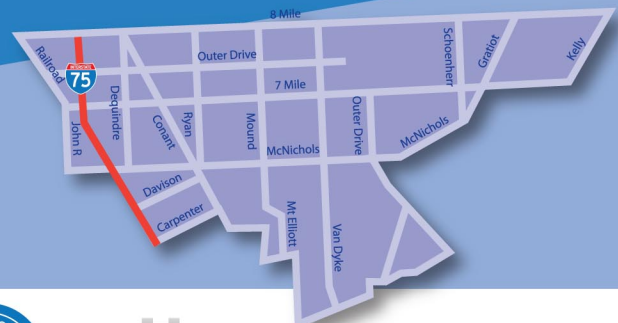 8 Mile
Railroad
INTERSTATE
75
Outer Drive
Schoenherr
Gratiot
Kelly
7 Mile
Dequindre
John R
Conant
Ryan
Mound
Outer Drive
McNichols
McNichols
Davison
Carpenter
Mt Elliott
Van Dyke